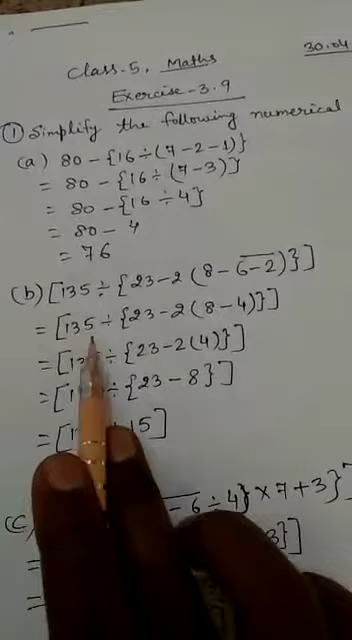 30.04
Class-5, Maths
Exercise-3.9
① Simplify the following numerical
(a) 80 - {16 ÷ (7-2-1)}
= 80 - {16 ÷ (7-3)}
= 80 - {16 ÷ 4}
= 80 - 4
= 76
(b) [135 ÷ {23-2(8-6̅-̅2̅)}]
= [135 ÷ {23-2(8-4)}]
= [13 ÷ {23-2(4)}]
= [1 ÷ {23-8}]
= [1 15]
(c) -6 ÷ 4} × 7+3}]
= 3}]
=